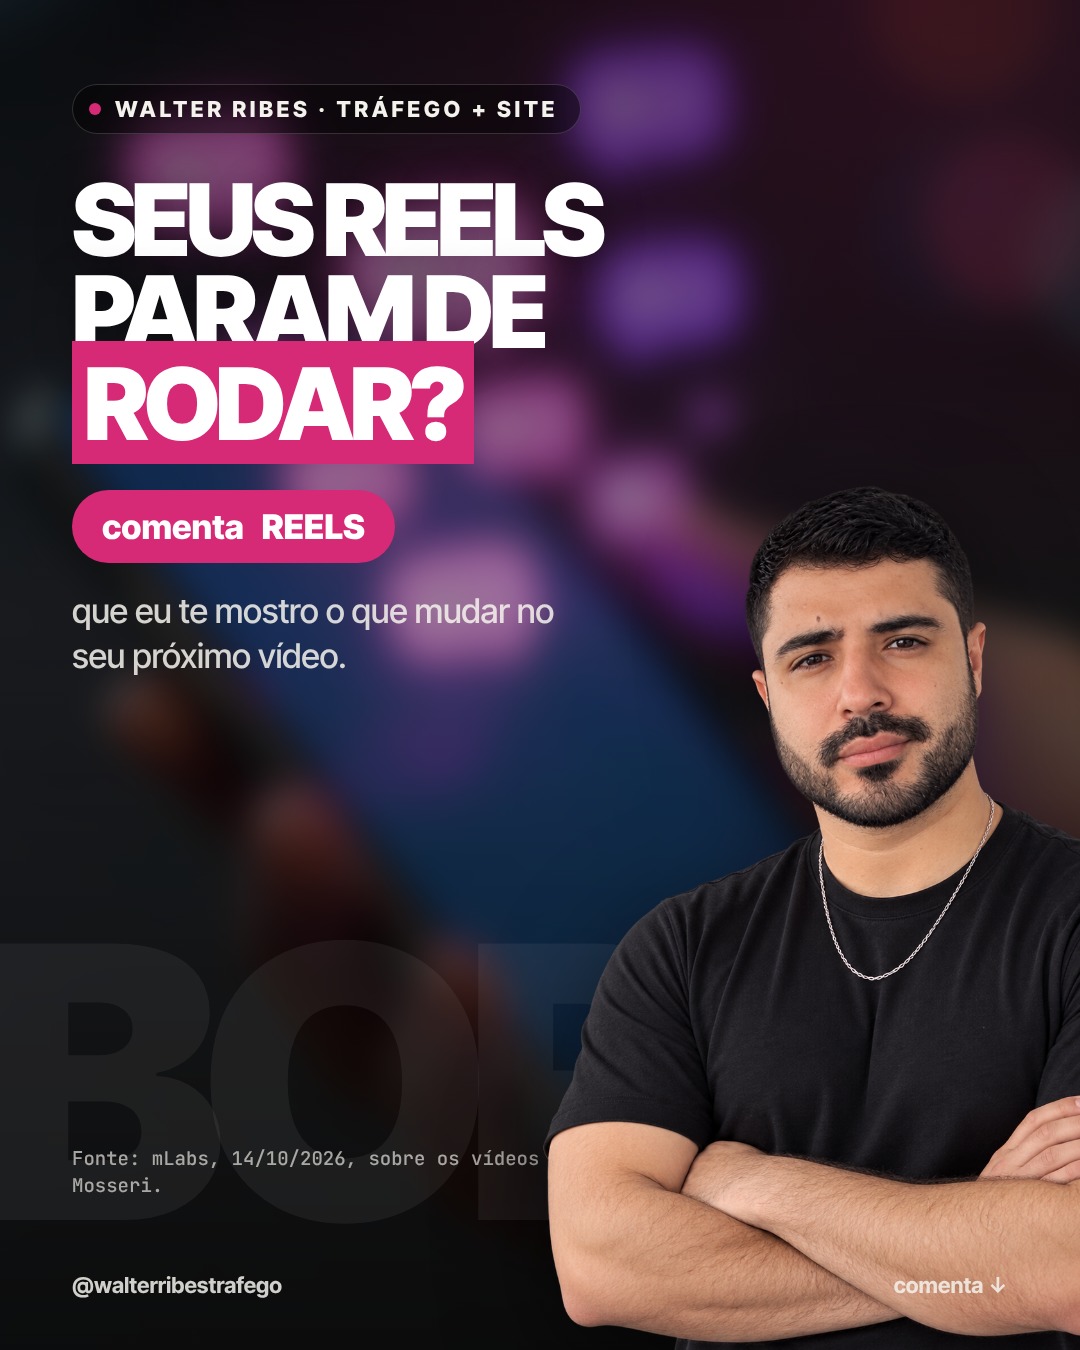 WALTER RIBES · TRÁFEGO + SITE
SEUS REELS
PARAM DE
RODAR?
comenta REELS
que eu te mostro o que mudar no
seu próximo vídeo.
BO
Fonte: mLabs, 14/10/2026, sobre os vídeos
Mosseri.
@walterribestrafego
comenta ↓